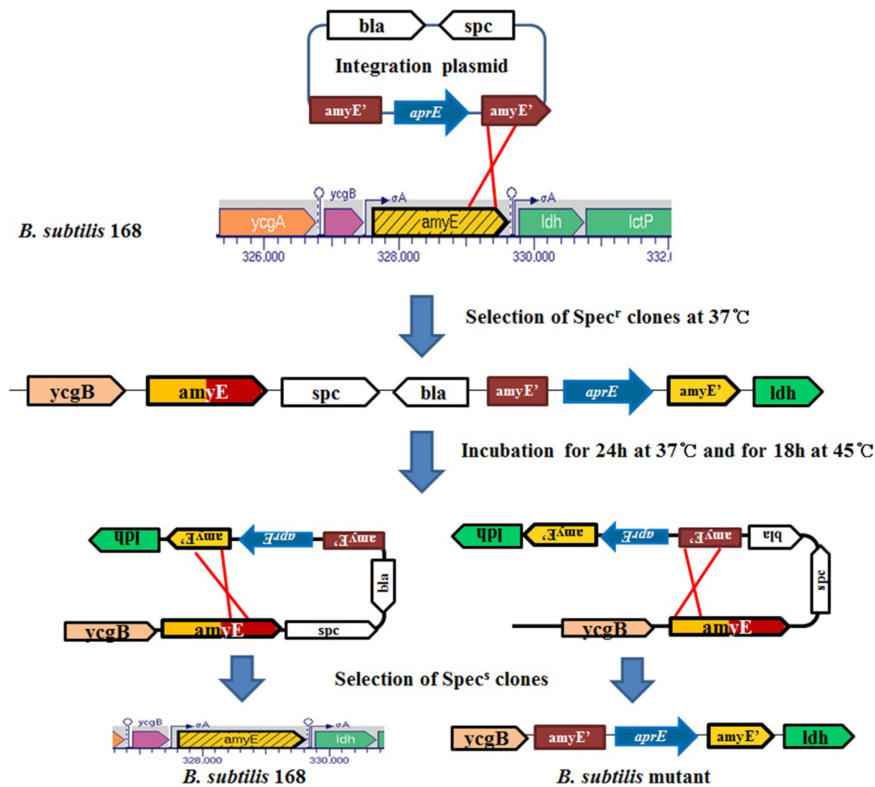 bla spc
Integration plasmid
amyE’ aprE amyE’
ycgB σA σA
ycgA amyE ldh lctP
B. subtilis 168
326.000 328.000 330.000 332.0
Selection of Specʳ clones at 37℃
ycgB amyE spc bla amyE’ aprE amyE’ ldh
Incubation for 24h at 37℃ and for 18h at 45℃
ldh amyE’ aprE amyE’
bla
ycgB amyE spc
ldh amyE’ aprE amyE’ bla
spc
ycgB amyE
Selection of Specˢ clones
ycgB σA σA
amyE ldh
328.000 330.000
B. subtilis 168
ycgB amyE’ aprE amyE’ ldh
B. subtilis mutant